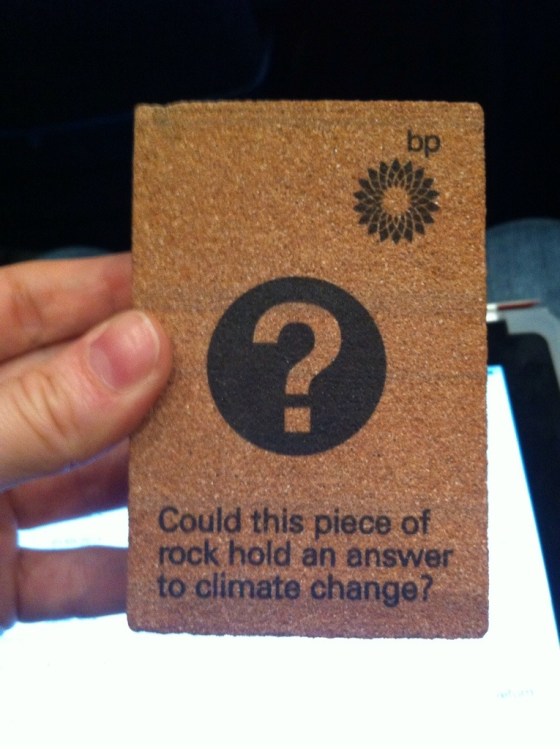 bp
?
Could this piece of
rock hold an answer
to climate change?